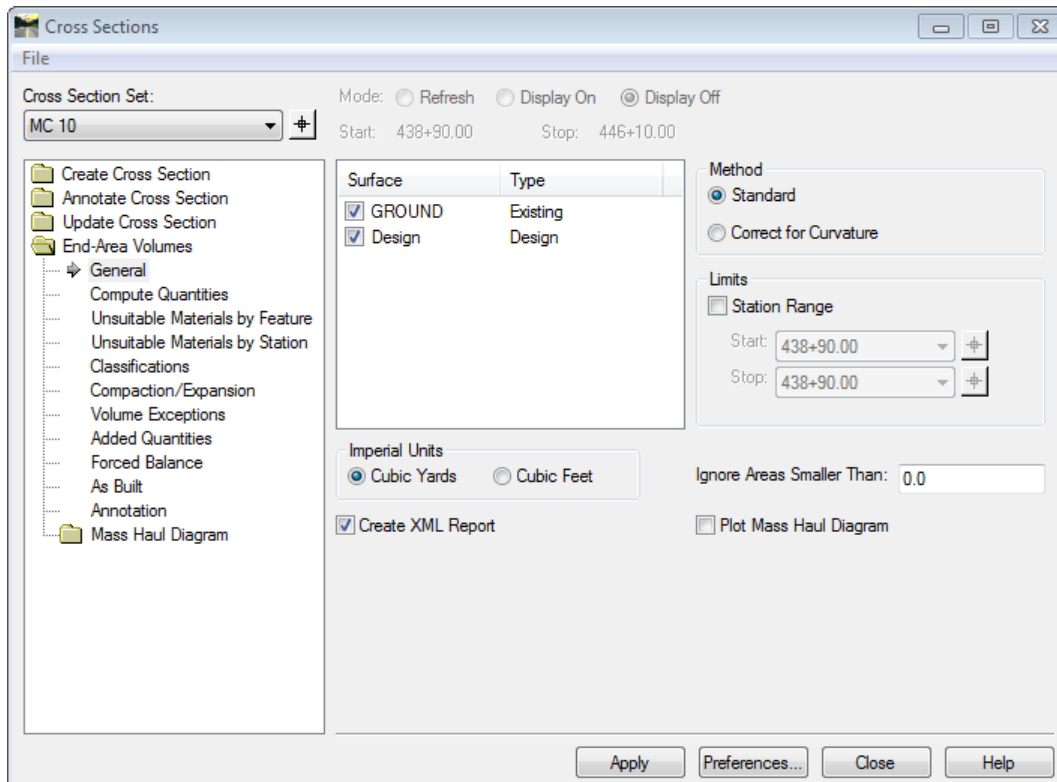 Cross Sections
File
Cross Section Set:
MC 10
Mode: Refresh Display On Display Off
Start: 438+90.00 Stop: 446+10.00
Create Cross Section
Annotate Cross Section
Update Cross Section
End-Area Volumes
General
Compute Quantities
Unsuitable Materials by Feature
Unsuitable Materials by Station
Classifications
Compaction/Expansion
Volume Exceptions
Added Quantities
Forced Balance
As Built
Annotation
Mass Haul Diagram
Surface Type
GROUND Existing
Design Design
Method
Standard
Correct for Curvature
Limits
Station Range
Start: 438+90.00
Stop: 438+90.00
Imperial Units
Cubic Yards Cubic Feet
Ignore Areas Smaller Than: 0.0
Create XML Report
Plot Mass Haul Diagram
Apply Preferences... Close Help